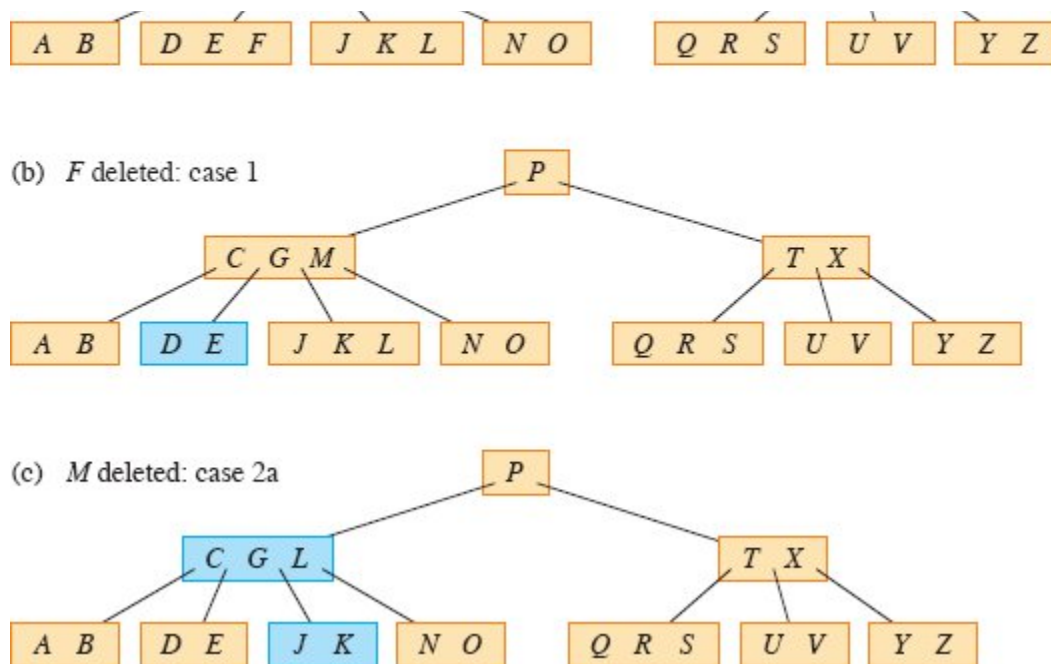 A B D E F J K L N O Q R S U V Y Z
(b) F deleted: case 1 P
C G M T X
A B D E J K L N O Q R S U V Y Z
(c) M deleted: case 2a P
C G L T X
A B D E J K N O Q R S U V Y Z